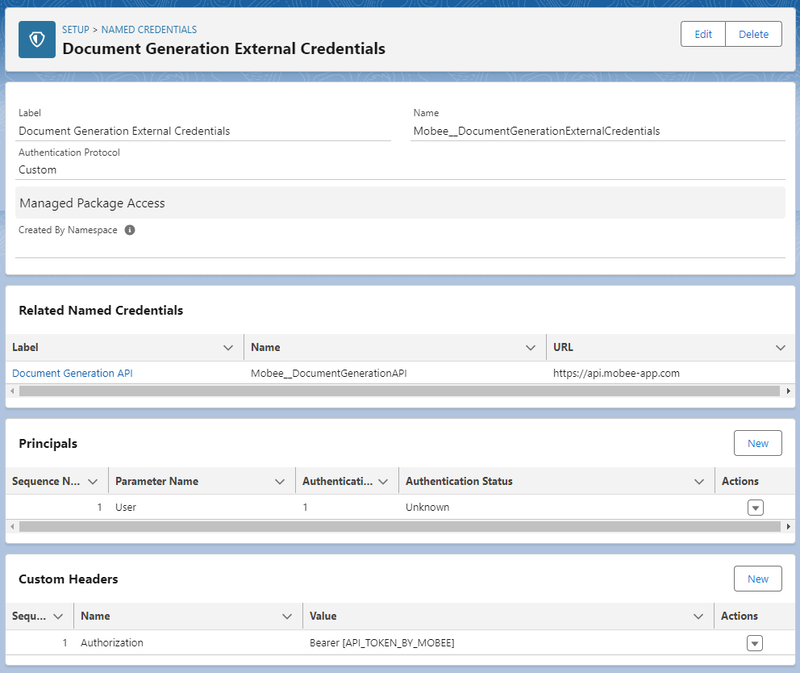 SETUP > NAMED CREDENTIALS
Document Generation External Credentials
Edit Delete
Label Name
Document Generation External Credentials Mobee__DocumentGenerationExternalCredentials
Authentication Protocol
Custom
Managed Package Access
Created By Namespace
Related Named Credentials
Label Name URL
Document Generation API Mobee__DocumentGenerationAPI https://api.mobee-app.com
Principals New
Sequence N... Parameter Name Authenticati... Authentication Status Actions
1 User 1 Unknown
Custom Headers New
Sequ... Name Value Actions
1 Authorization Bearer [API_TOKEN_BY_MOBEE]